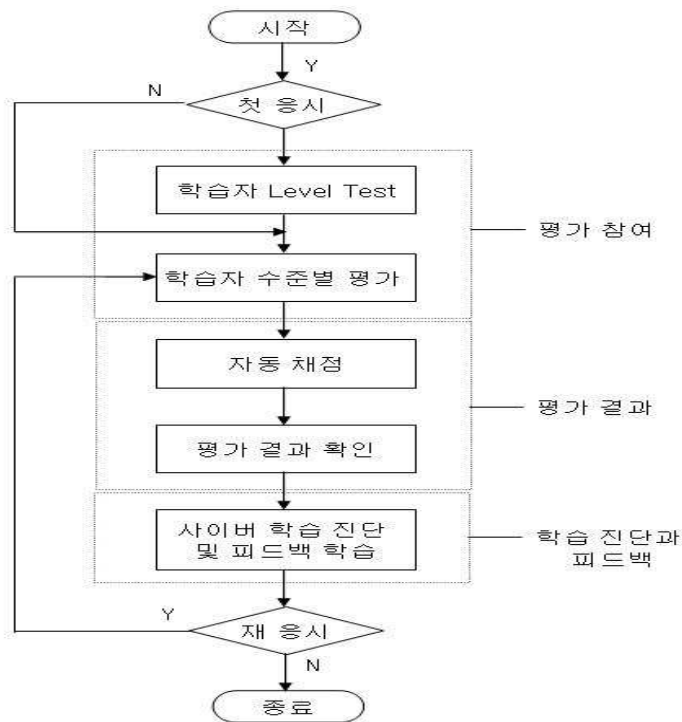 시작
Y
N
첫 응시
학습자 Level Test
평가 참여
학습자 수준별 평가
자동 채점
평가 결과
평가 결과 확인
사이버 학습 진단
및 피드백 학습
학습 진단과
피드백
Y
재 응시
N
종료